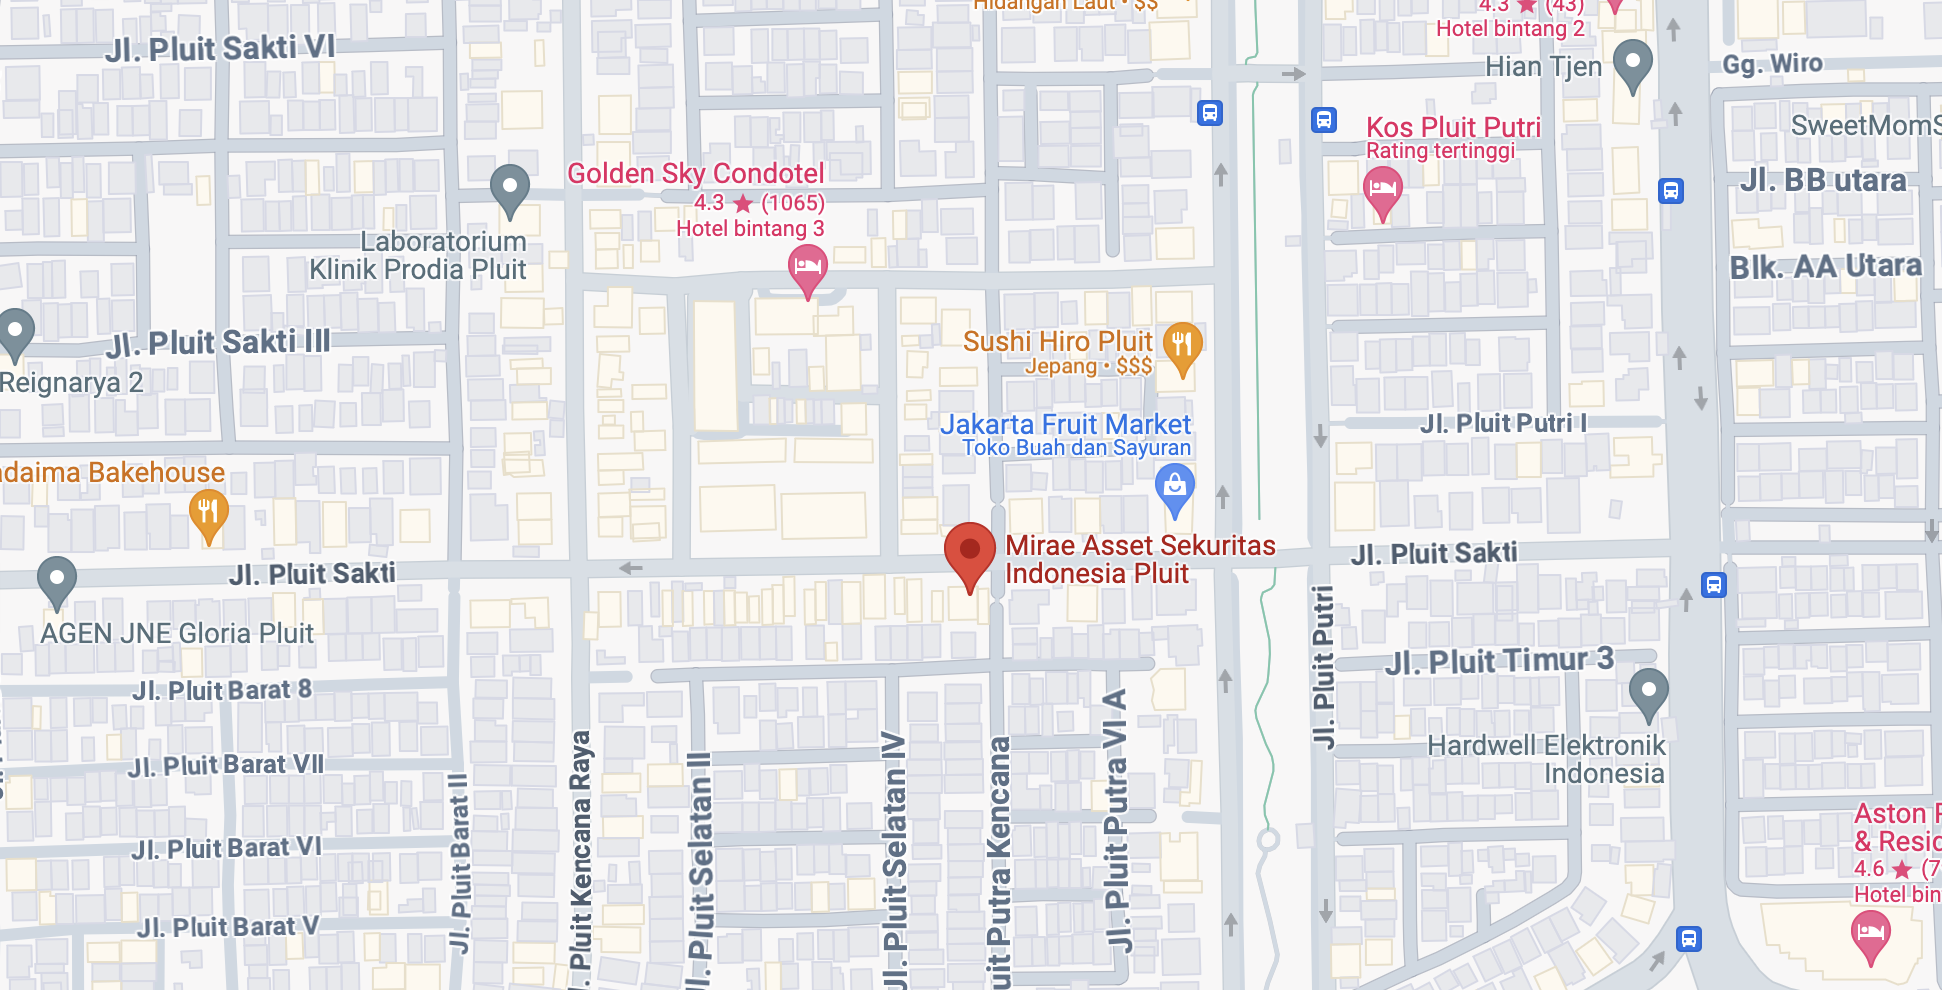 Hidangan Laut • $$
4.3 ★ (43)
Hotel bintang 2
Jl. Pluit Sakti VI
Hian Tjen
Gg. Wiro
Kos Pluit Putri
Rating tertinggi
SweetMomS
Golden Sky Condotel
4.3 ★ (1065)
Hotel bintang 3
Jl. BB utara
Laboratorium
Klinik Prodia Pluit
Blk. AA Utara
Jl. Pluit Sakti III
Sushi Hiro Pluit
Jepang • $$$
Reignarya 2
Jakarta Fruit Market
Toko Buah dan Sayuran
Jl. Pluit Putri I
adaima Bakehouse
Mirae Asset Sekuritas
Indonesia Pluit
Jl. Pluit Sakti
Jl. Pluit Sakti
AGEN JNE Gloria Pluit
Jl. Pluit Putri
Jl. Pluit Timur 3
Jl. Pluit Barat 8
Jl. Pluit Barat VII
Hardwell Elektronik
Indonesia
Jl. Pluit Barat VI
Jl. Pluit Barat V
Jl. Pluit Barat II
. Pluit Kencana Raya
Jl. Pluit Selatan II
Jl. Pluit Selatan IV
uit Putra Kencana
Jl. Pluit Putra VI A
Aston P
& Resid
4.6 ★ (7
Hotel bin